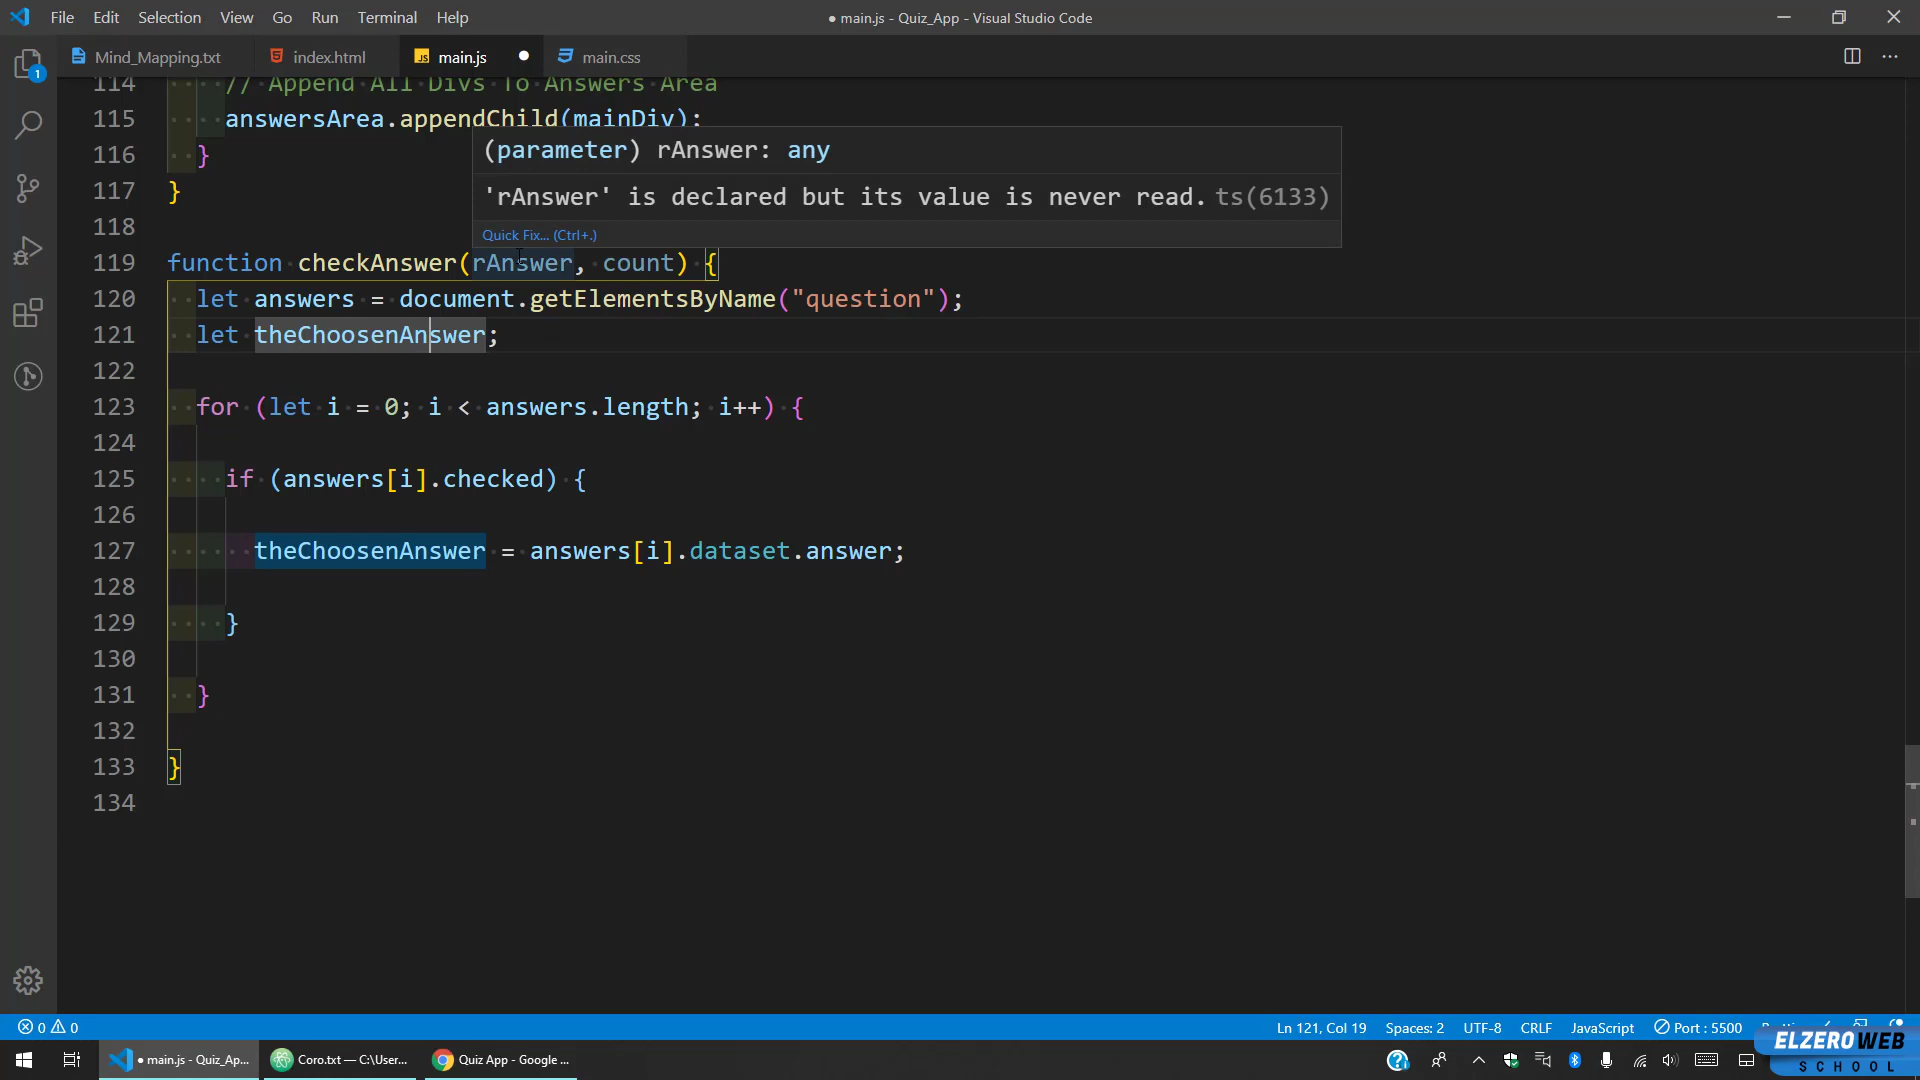 File Edit Selection View Go Run Terminal Help
● main.js - Quiz_App - Visual Studio Code
1
Mind_Mapping.txt
index.html
main.js
main.css
114 // Append All Divs To Answers Area
115 answersArea.appendChild(mainDiv);
116 }
117 }
118
(parameter) rAnswer: any
'rAnswer' is declared but its value is never read. ts(6133)
Quick Fix... (Ctrl+.)
119 function checkAnswer(rAnswer, count) {
120 let answers = document.getElementsByName("question");
121 let theChoosenAnswer;
122
123 for (let i = 0; i < answers.length; i++) {
124
125 if (answers[i].checked) {
126
127 theChoosenAnswer = answers[i].dataset.answer;
128
129 }
130
131 }
132
133 }
134
0 0
Ln 121, Col 19 Spaces: 2 UTF-8 CRLF JavaScript Port : 5500
● main.js - Quiz_Ap...
Coro.txt — C:\User...
Quiz App - Google ...
ELZEROWEB
SCHOOL